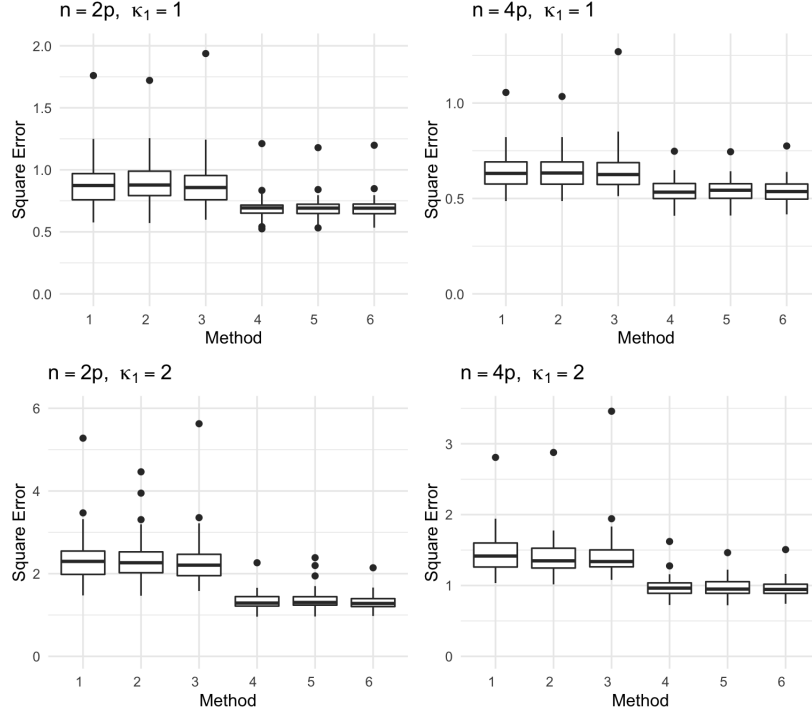 n = 2p, κ₁ = 1
2.0
1.5
1.0
0.5
0.0
Square Error
1 2 3 4 5 6
Method
n = 4p, κ₁ = 1
1.0
0.5
0.0
Square Error
1 2 3 4 5 6
Method
n = 2p, κ₁ = 2
6
4
2
0
Square Error
1 2 3 4 5 6
Method
n = 4p, κ₁ = 2
3
2
1
0
Square Error
1 2 3 4 5 6
Method